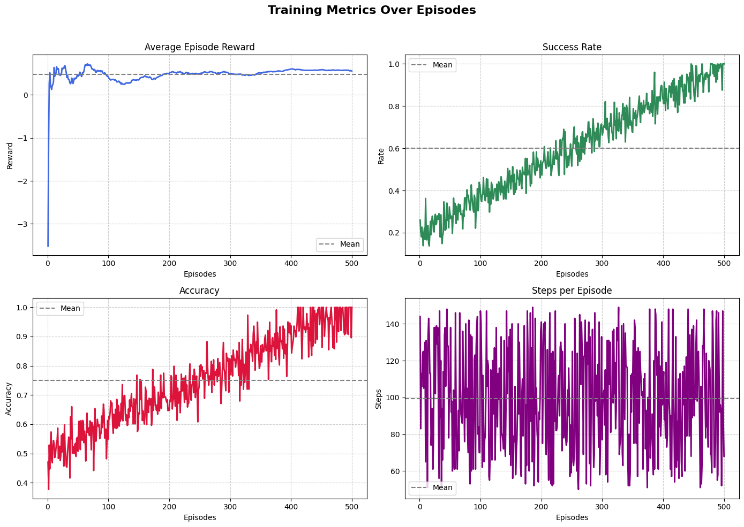 Training Metrics Over Episodes
Average Episode Reward
Reward
0
−1
−2
−3
0 100 200 300 400 500
Episodes
Mean
Success Rate
Rate
1.0
0.8
0.6
0.4
0.2
0 100 200 300 400 500
Episodes
Mean
Accuracy
Accuracy
1.0
0.9
0.8
0.7
0.6
0.5
0.4
0 100 200 300 400 500
Episodes
Mean
Steps per Episode
Steps
140
120
100
80
60
0 100 200 300 400 500
Episodes
Mean